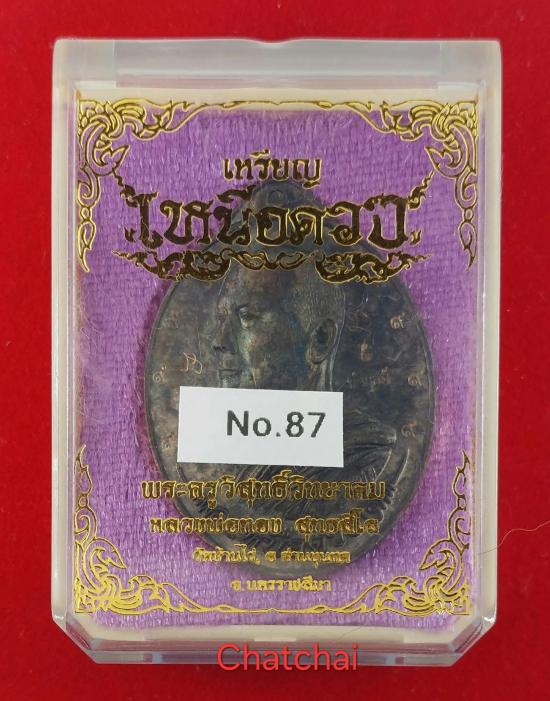 เหรียญ
เหนือดวง
No.87
พระครูวิสุทธิ์วิทยาคม
หลวงพ่อทอง สุทธสีโล
วัดบ้านไร่, อ.ด่านขุนทด
จ.นครราชสีมา
Chatchai